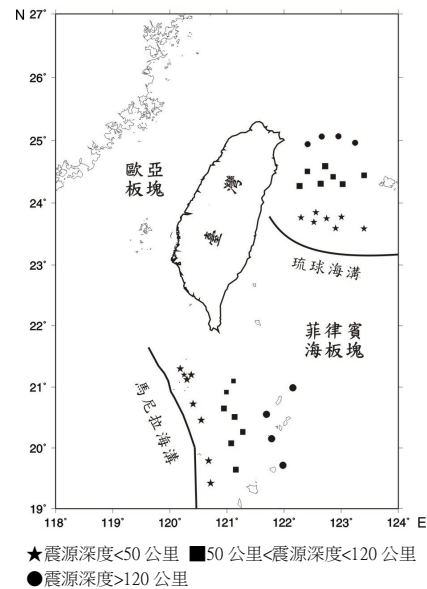 N 27°
26°
25°
24°
23°
22°
21°
20°
19°
歐亞
板塊
臺灣
琉球海溝
菲律賓
海板塊
馬尼拉海溝
118° 119° 120° 121° 122° 123° 124° E
★震源深度<50 公里 ■50 公里<震源深度<120 公里
●震源深度>120 公里